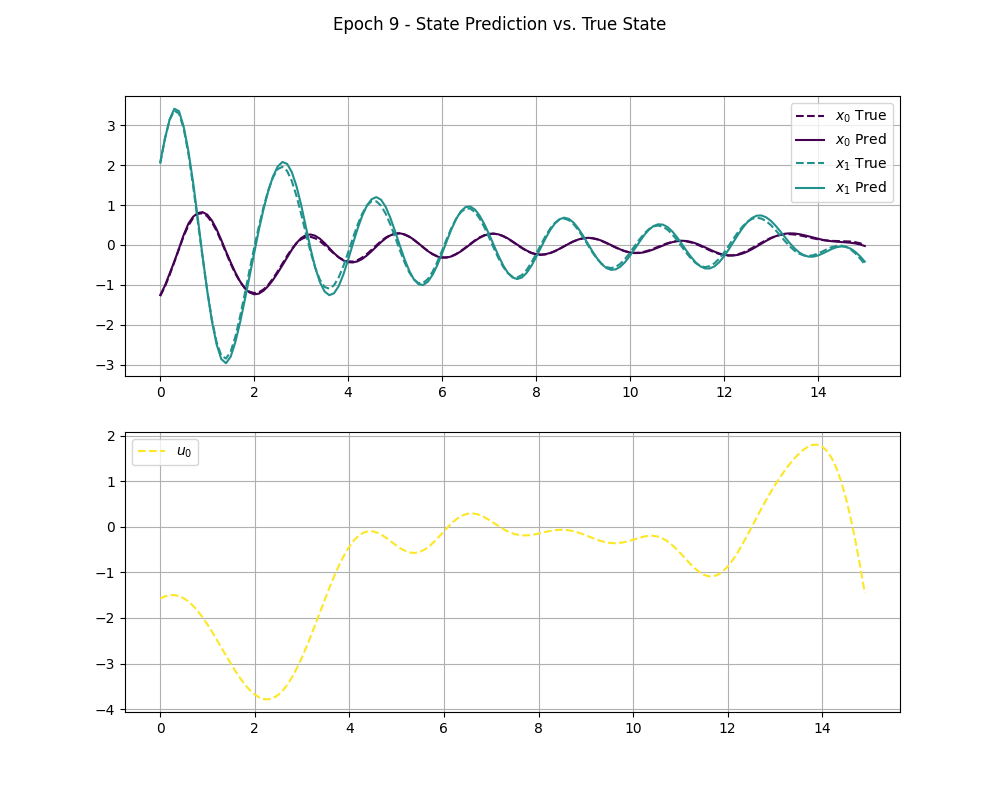 Epoch 9 - State Prediction vs. True State
3
2
1
0
−1
−2
−3
x₀ True
x₀ Pred
x₁ True
x₁ Pred
0 2 4 6 8 10 12 14
2
1
0
−1
−2
−3
−4
u₀
0 2 4 6 8 10 12 14